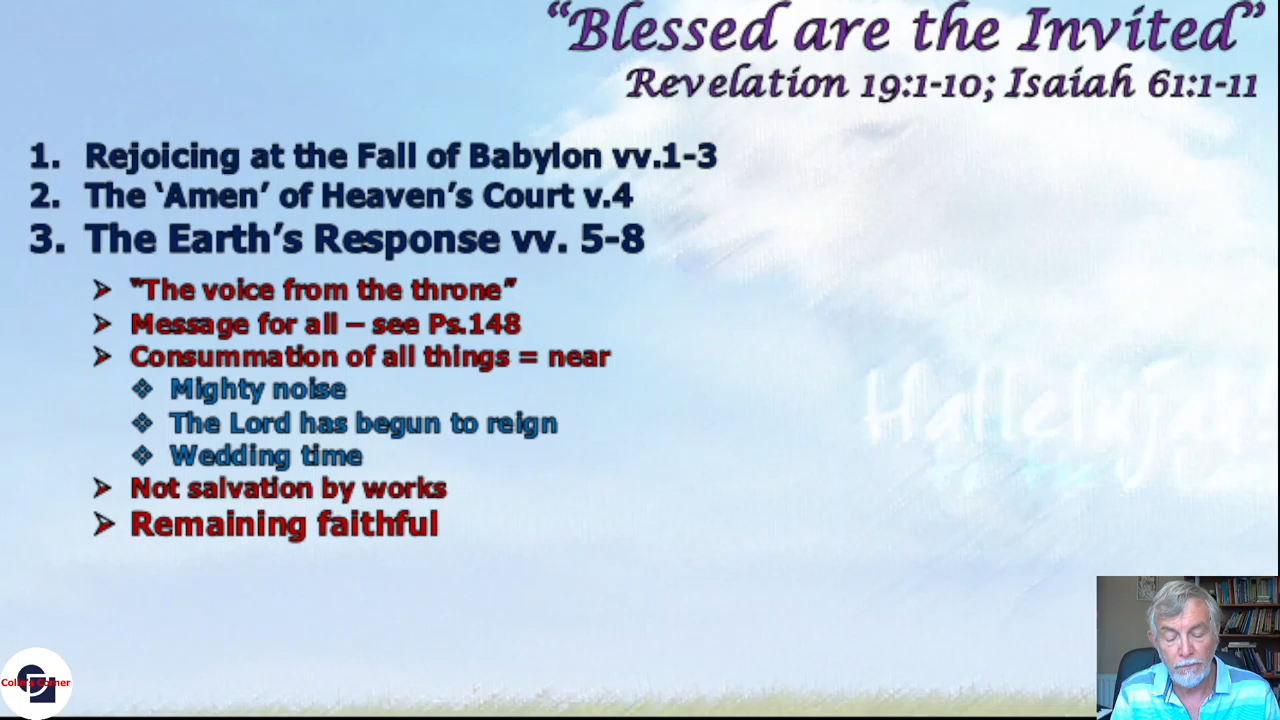 “Blessed are the Invited”
Revelation 19:1-10; Isaiah 61:1-11
1. Rejoicing at the Fall of Babylon vv.1-3
2. The ‘Amen’ of Heaven’s Court v.4
3. The Earth’s Response vv. 5-8
➢ “The voice from the throne”
➢ Message for all – see Ps.148
➢ Consummation of all things = near
❖ Mighty noise
❖ The Lord has begun to reign
❖ Wedding time
➢ Not salvation by works
➢ Remaining faithful
Hallelujah
Corner